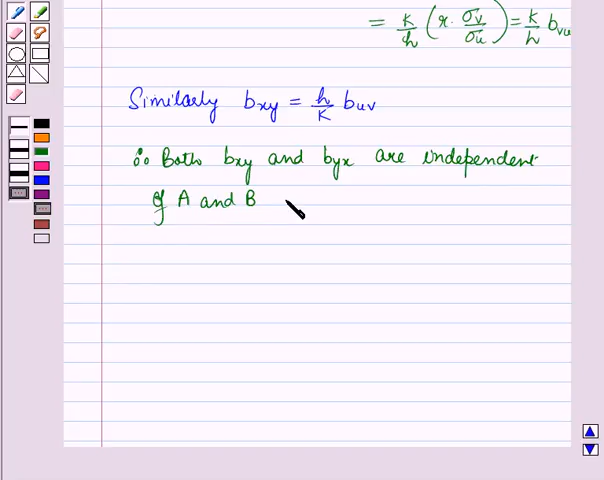 = k/h (r. σv/σu) = k/h bvu
Similarly bxy = h/k buv
∴ Both bxy and byx are independent
of A and B